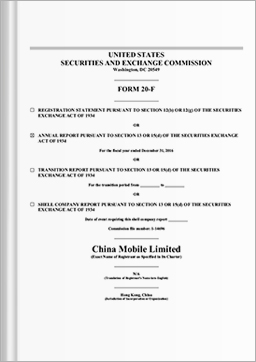 UNITED STATES
SECURITIES AND EXCHANGE COMMISSION
Washington, DC 20549
FORM 20-F
☐ REGISTRATION STATEMENT PURSUANT TO SECTION 12(b) OR 12(g) OF THE SECURITIES
EXCHANGE ACT OF 1934
OR
☒ ANNUAL REPORT PURSUANT TO SECTION 13 OR 15(d) OF THE SECURITIES EXCHANGE
ACT OF 1934
For the fiscal year ended December 31, 2016
OR
☐ TRANSITION REPORT PURSUANT TO SECTION 13 OR 15(d) OF THE SECURITIES
EXCHANGE ACT OF 1934
For the transition period from ________ to ________
OR
☐ SHELL COMPANY REPORT PURSUANT TO SECTION 13 OR 15(d) OF THE SECURITIES EXCHANGE
ACT OF 1934
Date of event requiring this shell company report ________
Commission file number: 1-14696
China Mobile Limited
(Exact Name of Registrant as Specified in Its Charter)
N/A
(Translation of Registrant's Name into English)
Hong Kong, China
(Jurisdiction of Incorporation or Organization)